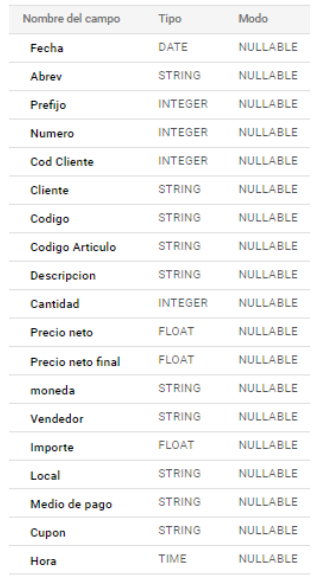 Nombre del campo Tipo Modo
Fecha DATE NULLABLE
Abrev STRING NULLABLE
Prefijo INTEGER NULLABLE
Numero INTEGER NULLABLE
Cod Cliente INTEGER NULLABLE
Cliente STRING NULLABLE
Codigo STRING NULLABLE
Codigo Articulo STRING NULLABLE
Descripcion STRING NULLABLE
Cantidad INTEGER NULLABLE
Precio neto FLOAT NULLABLE
Precio neto final FLOAT NULLABLE
moneda STRING NULLABLE
Vendedor STRING NULLABLE
Importe FLOAT NULLABLE
Local STRING NULLABLE
Medio de pago STRING NULLABLE
Cupon STRING NULLABLE
Hora TIME NULLABLE